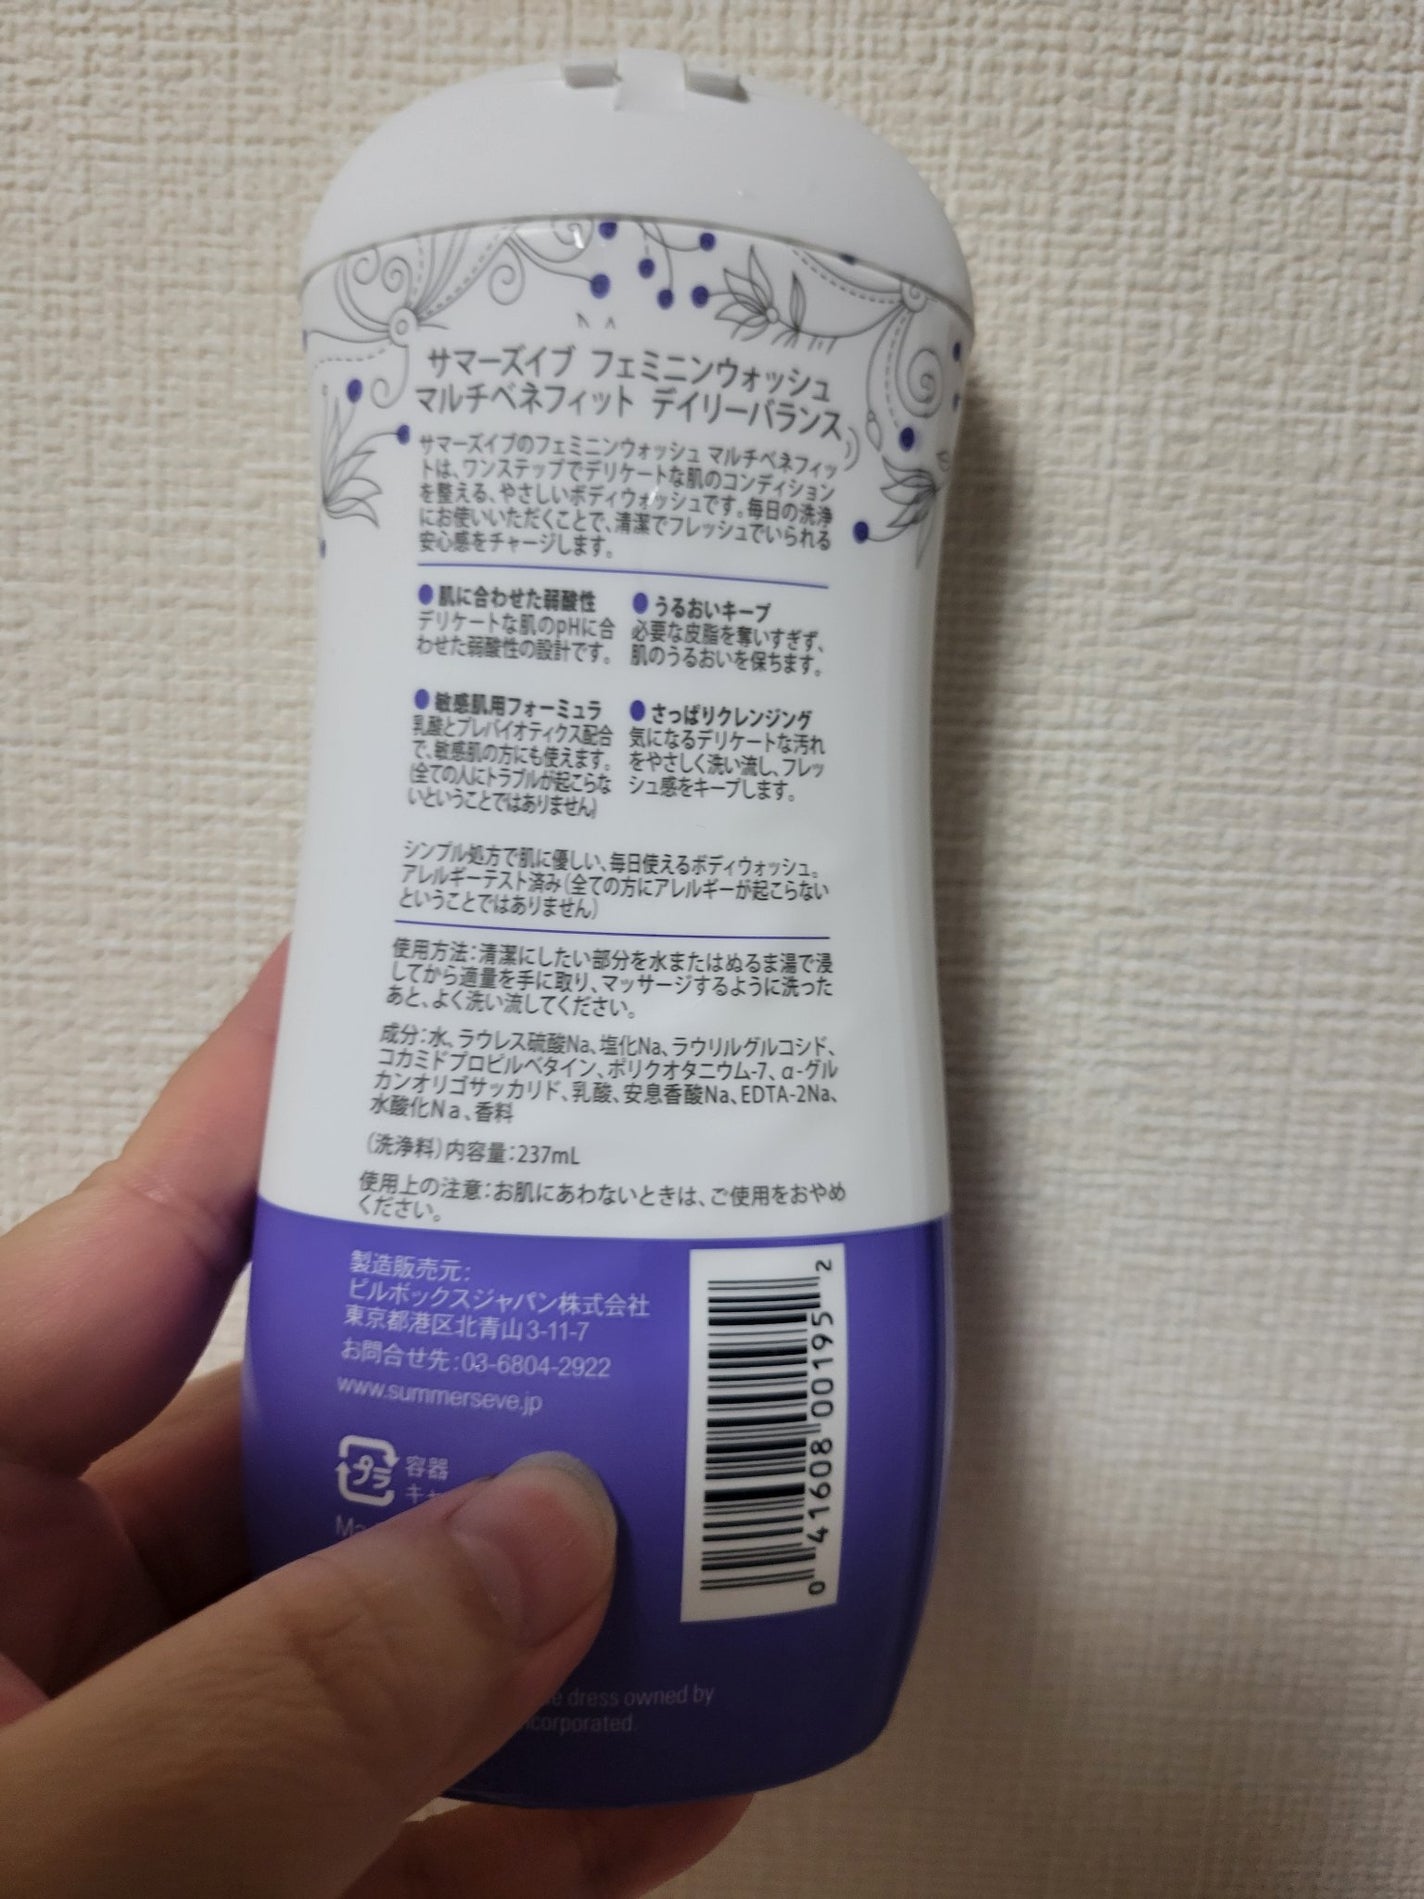 サマーズイブ フェミニンウォッシュ
マルチベネフィット デイリーバランス
サマーズイブのフェミニンウォッシュ マルチベネフィッ
トは、ワンステップでデリケートな肌のコンディション
を整える、やさしいボディウォッシュです。毎日の洗浄
にお使いいただくことで、清潔でフレッシュでいられる
安心感をチャージします。
●肌に合わせた弱酸性
デリケートな肌のpHに合
わせた弱酸性の設計です。
●うるおいキープ
必要な皮脂を奪いすぎず、
肌のうるおいを保ちます。
●敏感肌用フォーミュラ
乳酸とプレバイオティクス配合
で、敏感肌の方にも使えます。
(全ての人にトラブルが起こらな
いということではありません)
●さっぱりクレンジング
気になるデリケートな汚れ
をやさしく洗い流し、フレッ
シュ感をキープします。
シンプル処方で肌に優しい、毎日使えるボディウォッシュ。
アレルギーテスト済み(全ての方にアレルギーが起こらない
ということではありません)
使用方法:清潔にしたい部分を水またはぬるま湯で浸
してから適量を手に取り、マッサージするように洗った
あと、よく洗い流してください。
成分:水、ラウレス硫酸Na、塩化Na、ラウリルグルコシド、
コカミドプロピルベタイン、ポリクオタニウム-7、α-グル
カンオリゴサッカリド、乳酸、安息香酸Na、EDTA-2Na、
水酸化Na、香料
(洗浄料)内容量:237mL
使用上の注意:お肌にあわないときは、ご使用をおやめ
ください。
製造販売元:
ピルボックスジャパン株式会社
東京都港区北青山3-11-7
お問合せ先:03-6804-2922
www.summerseve.jp
プラ 容器
0 41608 00195 2
dress owned by